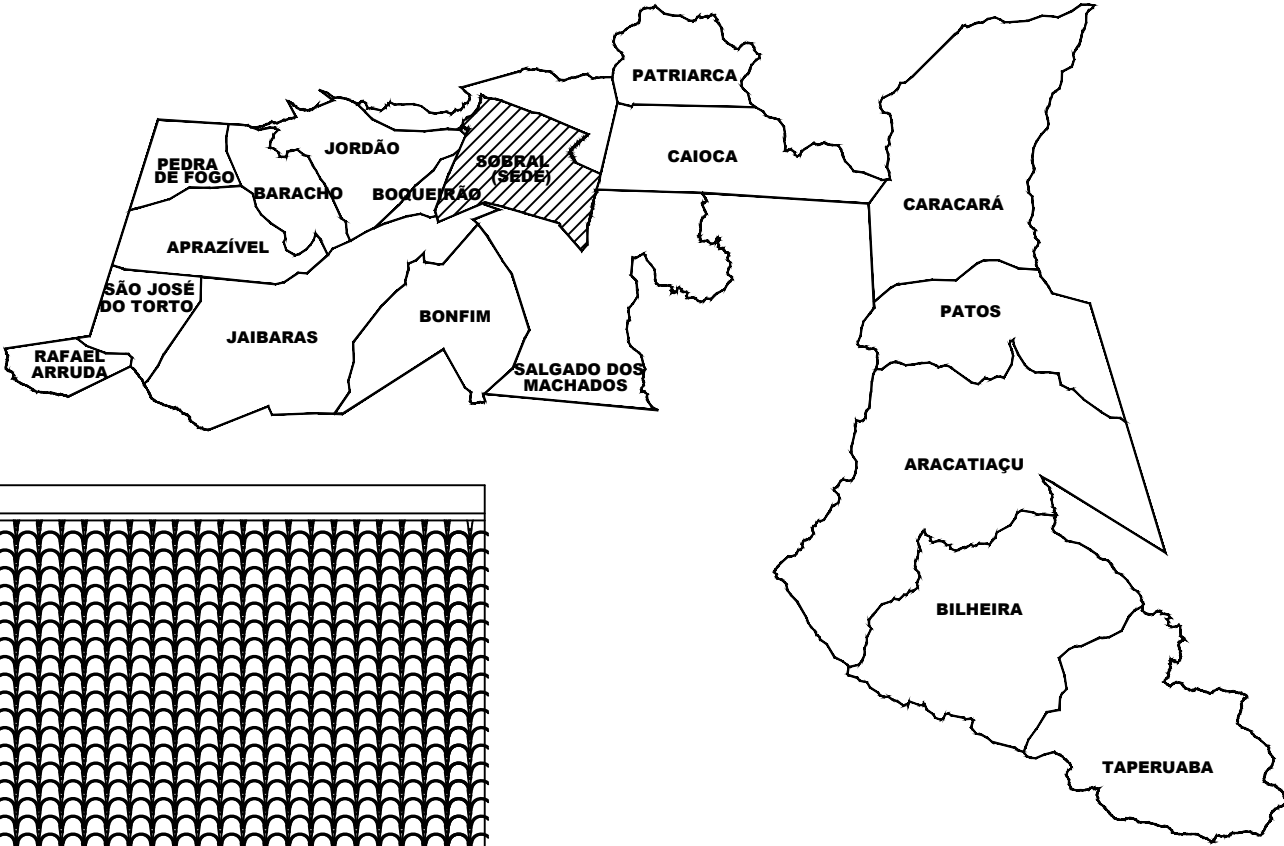 PATRIARCA
JORDÃO
CAIOCA
PEDRA
DE FOGO
SOBRAL
(SEDE)
BARACHO
BOQUEIRÃO
CARACARÁ
APRAZÍVEL
SÃO JOSÉ
DO TORTO
JAIBARAS
BONFIM
PATOS
RAFAEL
ARRUDA
SALGADO DOS
MACHADOS
ARACATIAÇU
BILHEIRA
TAPERUABA